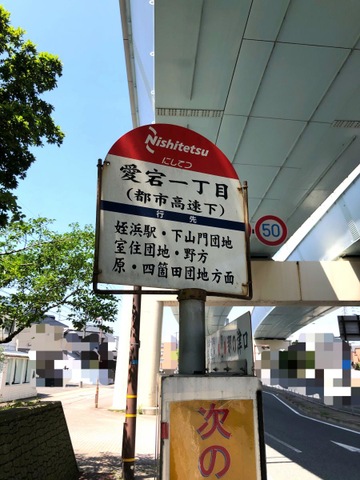 Nishitetsu
にしてつ
愛宕一丁目
(都市高速下)
行先
姪浜駅・下山門団地
室住団地・野方
原・四箇田団地方面
50
次の